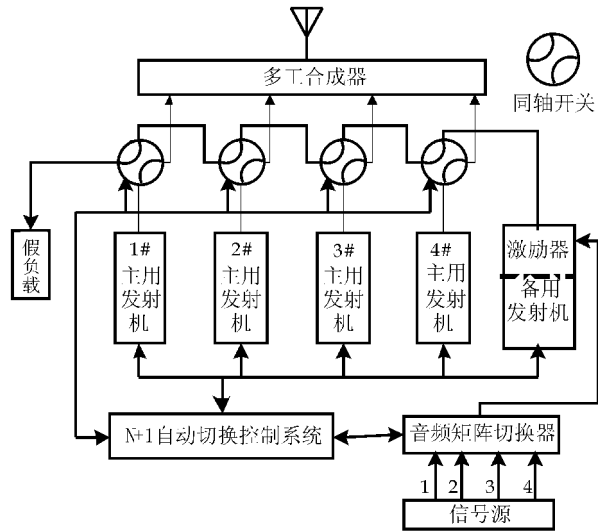 多工合成器
同轴开关
假
负
载
1#
主用
发射
机
2#
主用
发射
机
3#
主用
发射
机
4#
主用
发射
机
激励器
备用
发射机
N+1自动切换控制系统
音频矩阵切换器
1 2 3 4
信号源